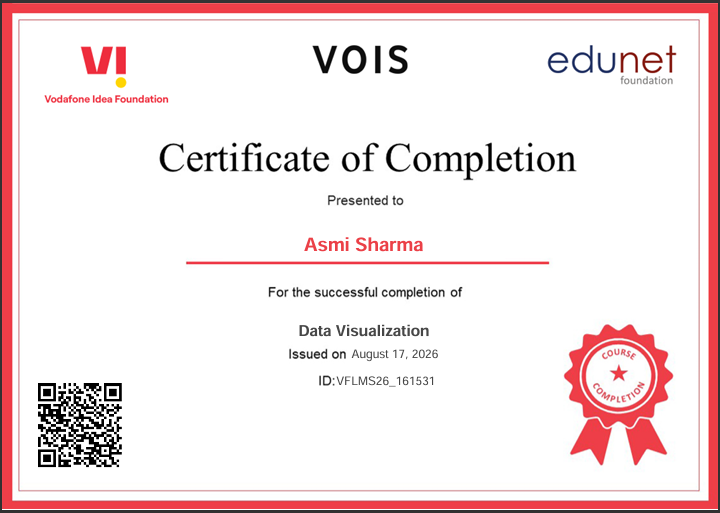 VI
Vodafone Idea Foundation
VOIS
edunet
foundation
Certificate of Completion
Presented to
Asmi Sharma
For the successful completion of
Data Visualization
Issued on August 17, 2026
ID:VFLMS26_161531
COURSE
COMPLETION